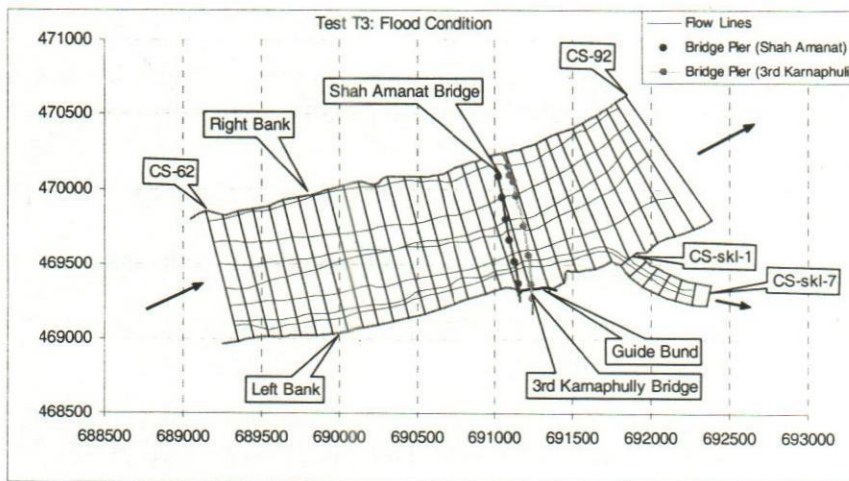 Test T3: Flood Condition
Flow Lines
Bridge Pier (Shah Amanat)
Bridge Pier (3rd Karnaphuli
CS-92
Shah Amanat Bridge
Right Bank
CS-62
CS-skl-1
CS-skl-7
Guide Bund
3rd Karnaphully Bridge
Left Bank
471000
470500
470000
469500
469000
468500
688500 689000 689500 690000 690500 691000 691500 692000 692500 693000